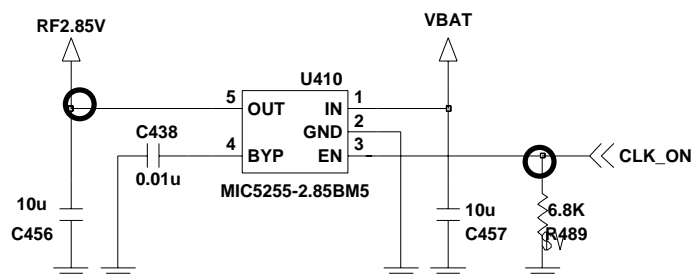 RF2.85V
VBAT
U410
5 OUT IN 1
GND 2
C438
4 BYP EN 3
CLK_ON
0.01u
MIC5255-2.85BM5
10u
C456
10u
C457
6.8K
R489